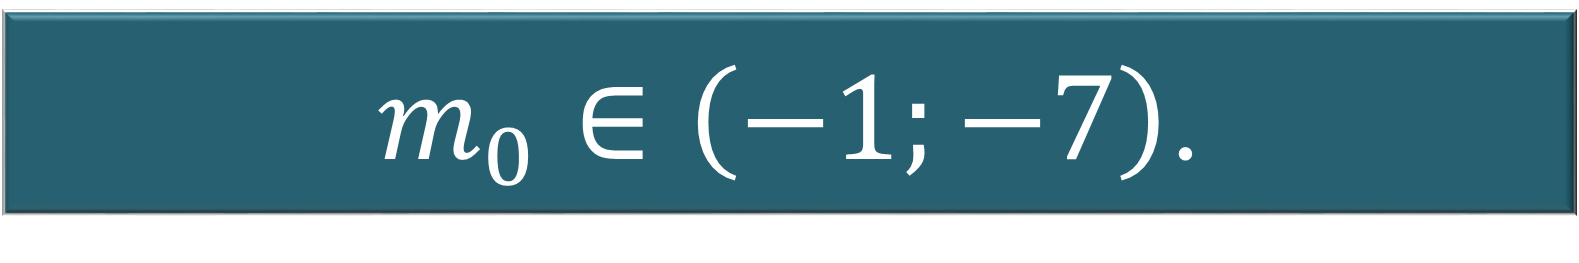 m₀ ∈ (−1; −7).